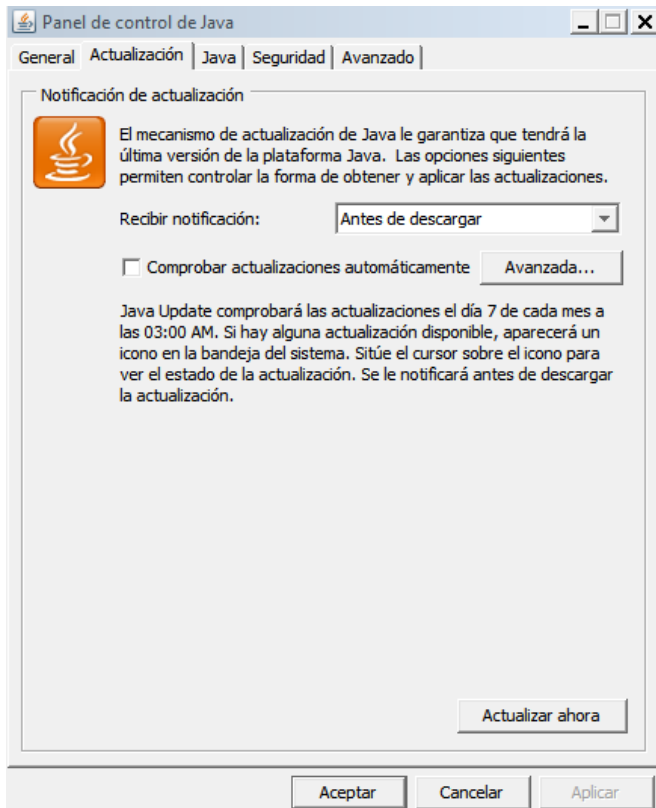 Panel de control de Java
General Actualización Java Seguridad Avanzado
Notificación de actualización
El mecanismo de actualización de Java le garantiza que tendrá la
última versión de la plataforma Java. Las opciones siguientes
permiten controlar la forma de obtener y aplicar las actualizaciones.
Recibir notificación: Antes de descargar
Comprobar actualizaciones automáticamente Avanzada...
Java Update comprobará las actualizaciones el día 7 de cada mes a
las 03:00 AM. Si hay alguna actualización disponible, aparecerá un
icono en la bandeja del sistema. Sitúe el cursor sobre el icono para
ver el estado de la actualización. Se le notificará antes de descargar
la actualización.
Actualizar ahora
Aceptar Cancelar Aplicar